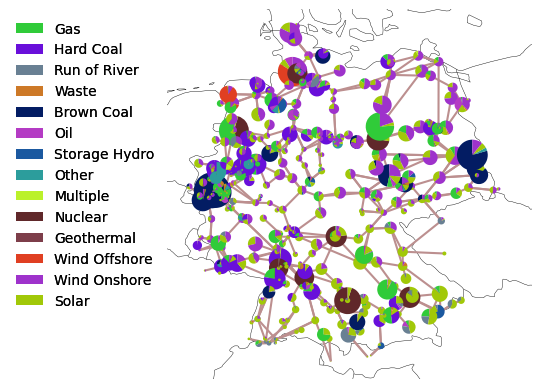 Gas
Hard Coal
Run of River
Waste
Brown Coal
Oil
Storage Hydro
Other
Multiple
Nuclear
Geothermal
Wind Offshore
Wind Onshore
Solar